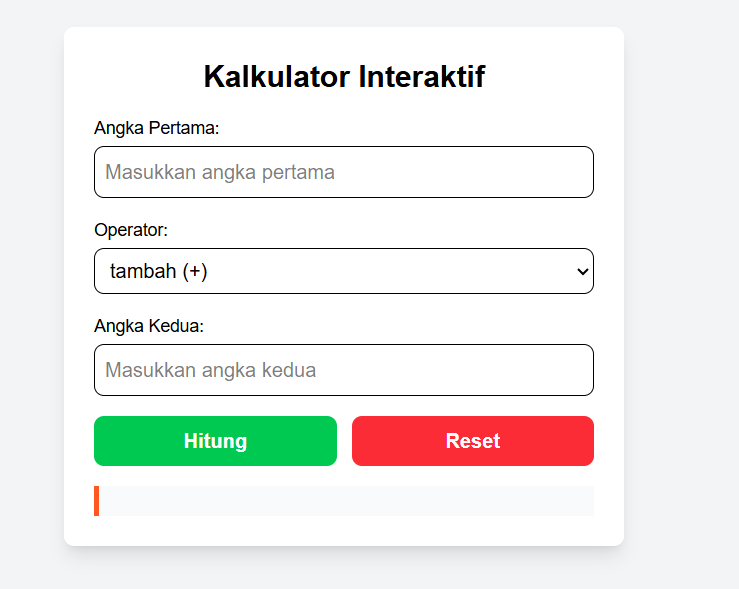 Kalkulator Interaktif
Angka Pertama:
Masukkan angka pertama
Operator:
tambah (+)
Angka Kedua:
Masukkan angka kedua
Hitung
Reset